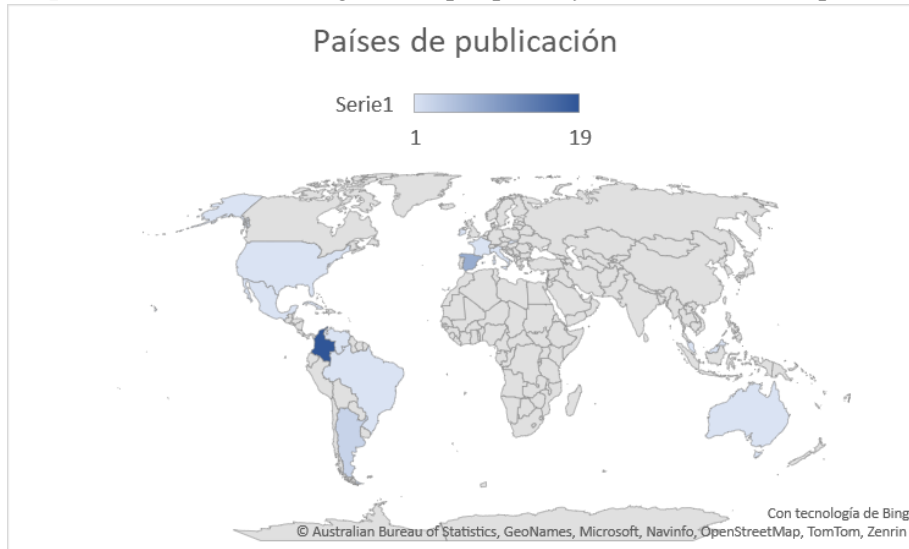 Países de publicación
Serie1
1 19
Con tecnología de Bing
© Australian Bureau of Statistics, GeoNames, Microsoft, Navinfo, OpenStreetMap, TomTom, Zenrin